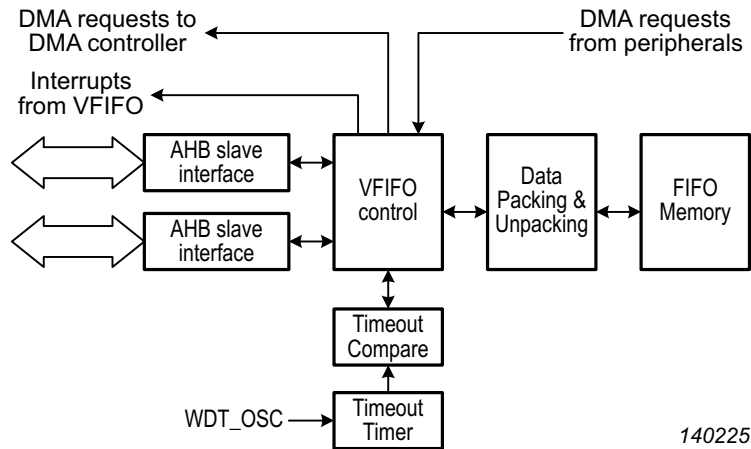 DMA requests to
DMA controller
DMA requests
from peripherals
Interrupts
from VFIFO
AHB slave
interface
VFIFO
control
Data
Packing &
Unpacking
FIFO
Memory
AHB slave
interface
Timeout
Compare
WDT_OSC
Timeout
Timer
140225